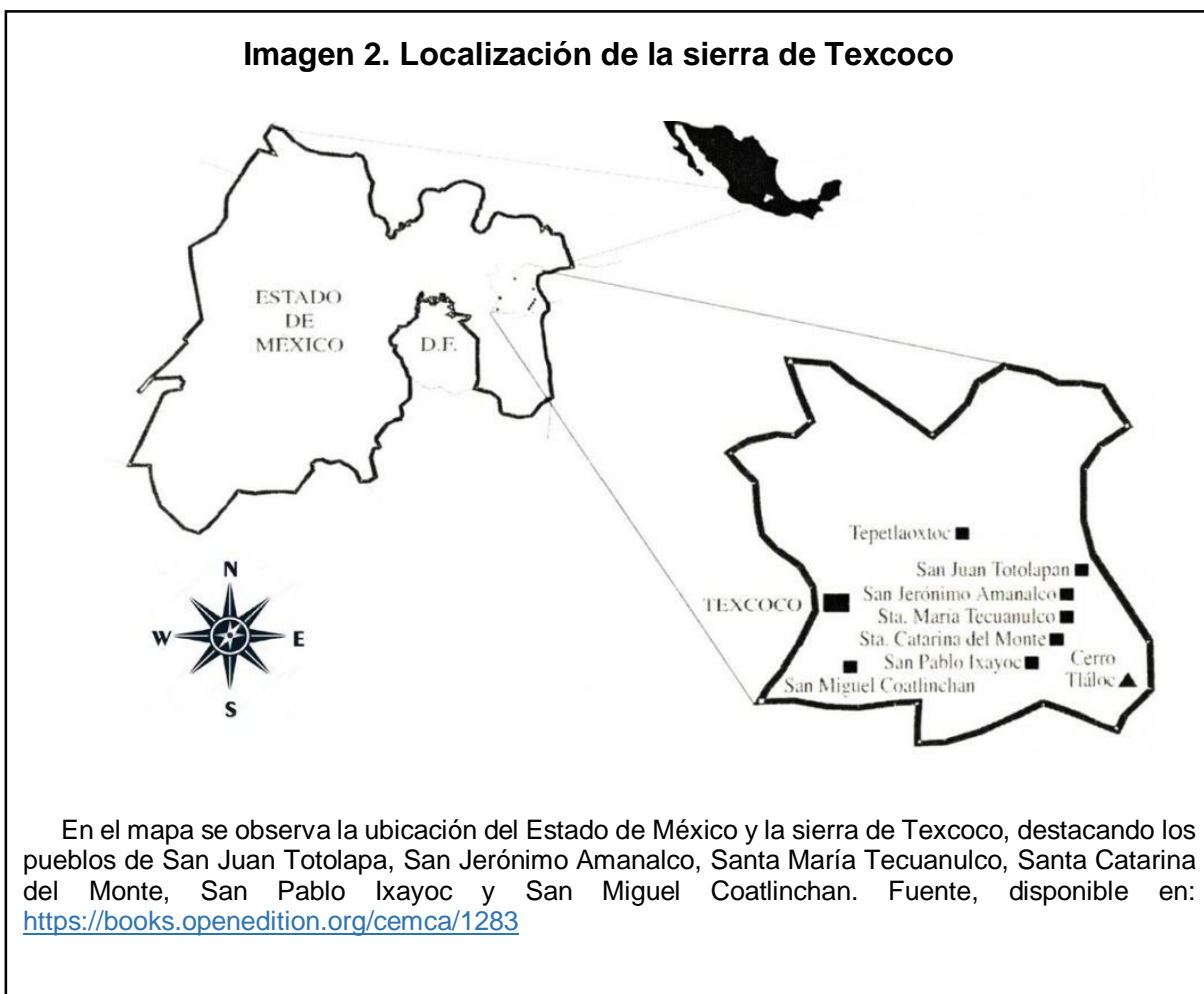 Imagen 2. Localización de la sierra de Texcoco
ESTADO
DE
MÉXICO
D.F.
N
W
E
S
Tepetlaoxtoc
San Juan Totolapan
TEXCOCO
San Jerónimo Amanalco
Sta. María Tecuanulco
Sta. Catarina del Monte
San Pablo Ixayoc
Cerro
Tláloc
San Miguel Coatlinchan
En el mapa se observa la ubicación del Estado de México y la sierra de Texcoco, destacando los
pueblos de San Juan Totolapa, San Jerónimo Amanalco, Santa María Tecuanulco, Santa Catarina
del Monte, San Pablo Ixayoc y San Miguel Coatlinchan. Fuente, disponible en:
https://books.openedition.org/cemca/1283